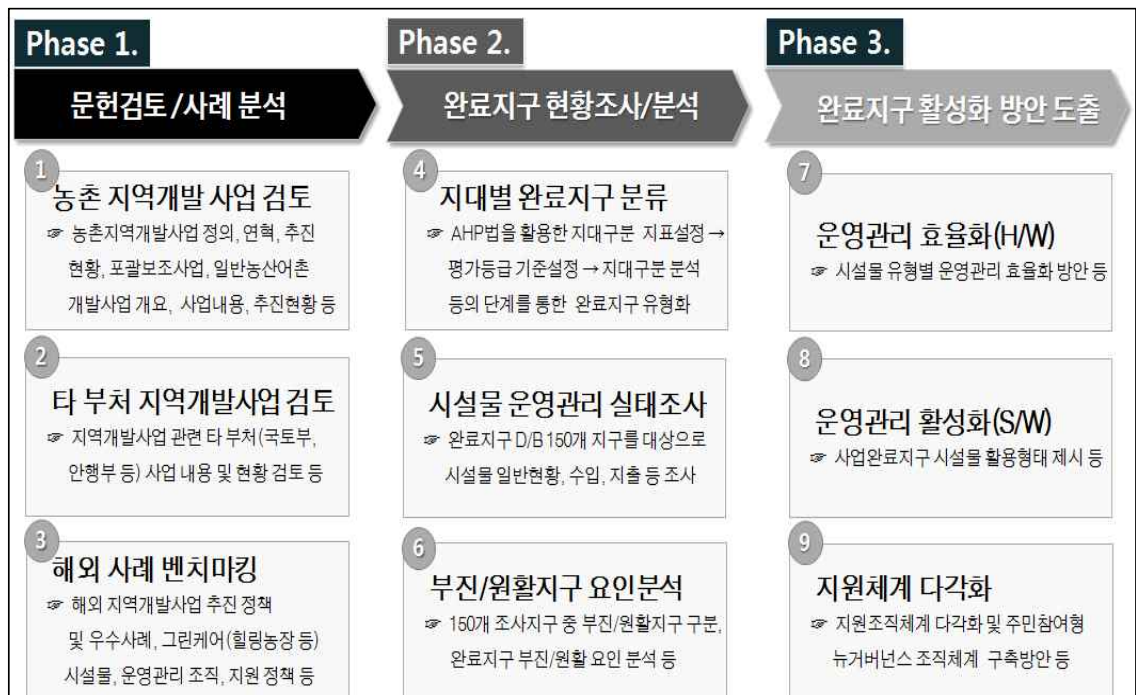 Phase 1.
문헌검토/사례 분석
1
농촌 지역개발 사업 검토
☞ 농촌지역개발사업 정의, 연혁, 추진
현황, 포괄보조사업, 일반농산어촌
개발사업 개요, 사업내용, 추진현황 등
2
타 부처 지역개발사업 검토
☞ 지역개발사업 관련 타 부처(국토부,
안행부 등) 사업 내용 및 현황 검토 등
3
해외 사례 벤치마킹
☞ 해외 지역개발사업 추진 정책
및 우수사례, 그린케어(힐링농장 등)
시설물, 운영관리 조직, 지원 정책 등
Phase 2.
완료지구 현황조사/분석
4
지대별 완료지구 분류
☞ AHP법을 활용한 지대구분 지표설정 →
평가등급 기준설정 → 지대구분 분석
등의 단계를 통한 완료지구 유형화
5
시설물 운영관리 실태조사
☞ 완료지구 D/B 150개 지구를 대상으로
시설물 일반현황, 수입, 지출 등 조사
6
부진/원활지구 요인분석
☞ 150개 조사지구 중 부진/원활지구 구분,
완료지구 부진/원활 요인 분석 등
Phase 3.
완료지구 활성화 방안 도출
7
운영관리 효율화(H/W)
☞ 시설물 유형별 운영관리 효율화 방안 등
8
운영관리 활성화(S/W)
☞ 사업완료지구 시설물 활용형태 제시 등
9
지원체계 다각화
☞ 지원조직체계 다각화 및 주민참여형
뉴거버넌스 조직체계 구축방안 등